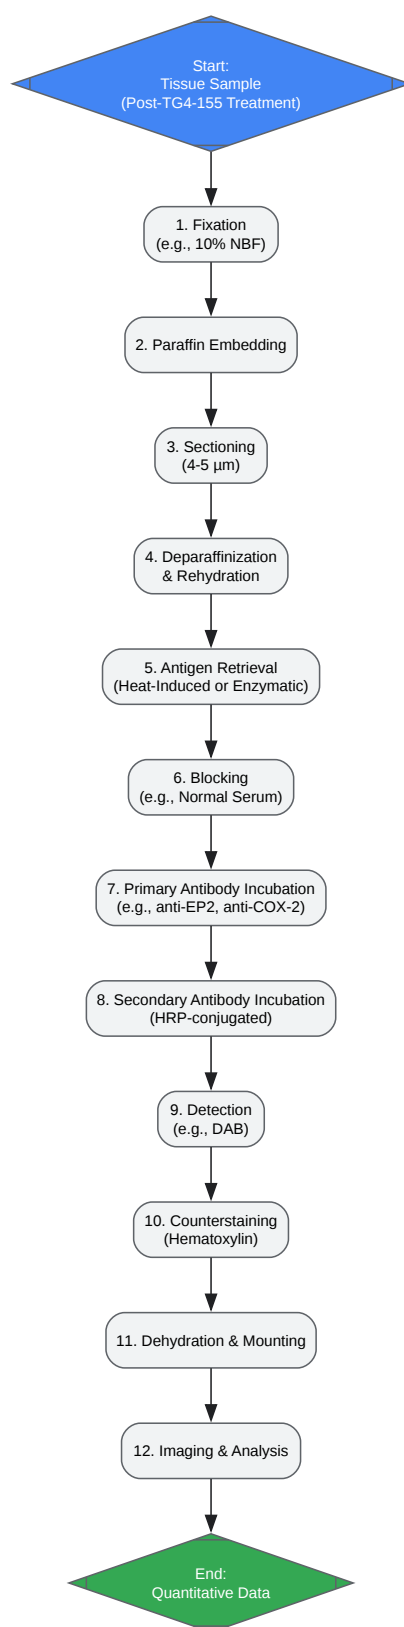 Start:
Tissue Sample
(Post-TG4-155 Treatment)
1. Fixation
(e.g., 10% NBF)
2. Paraffin Embedding
3. Sectioning
(4-5 µm)
4. Deparaffinization
& Rehydration
5. Antigen Retrieval
(Heat-Induced or Enzymatic)
6. Blocking
(e.g., Normal Serum)
7. Primary Antibody Incubation
(e.g., anti-EP2, anti-COX-2)
8. Secondary Antibody Incubation
(HRP-conjugated)
9. Detection
(e.g., DAB)
10. Counterstaining
(Hematoxylin)
11. Dehydration & Mounting
12. Imaging & Analysis
End:
Quantitative Data